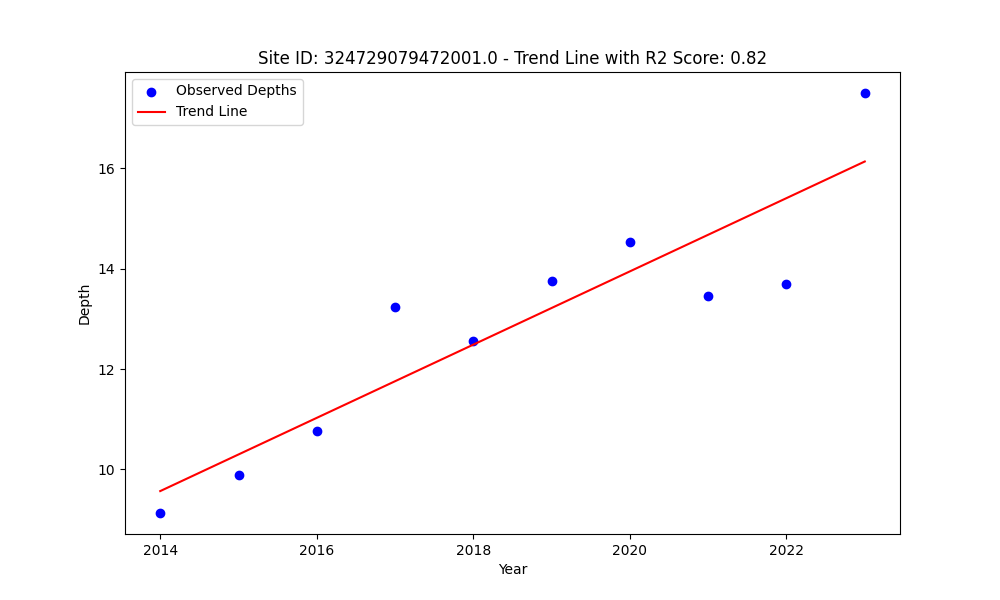 Site ID: 324729079472001.0 - Trend Line with R2 Score: 0.82
Observed Depths
Trend Line
Depth
16
14
12
10
2014 2016 2018 2020 2022
Year